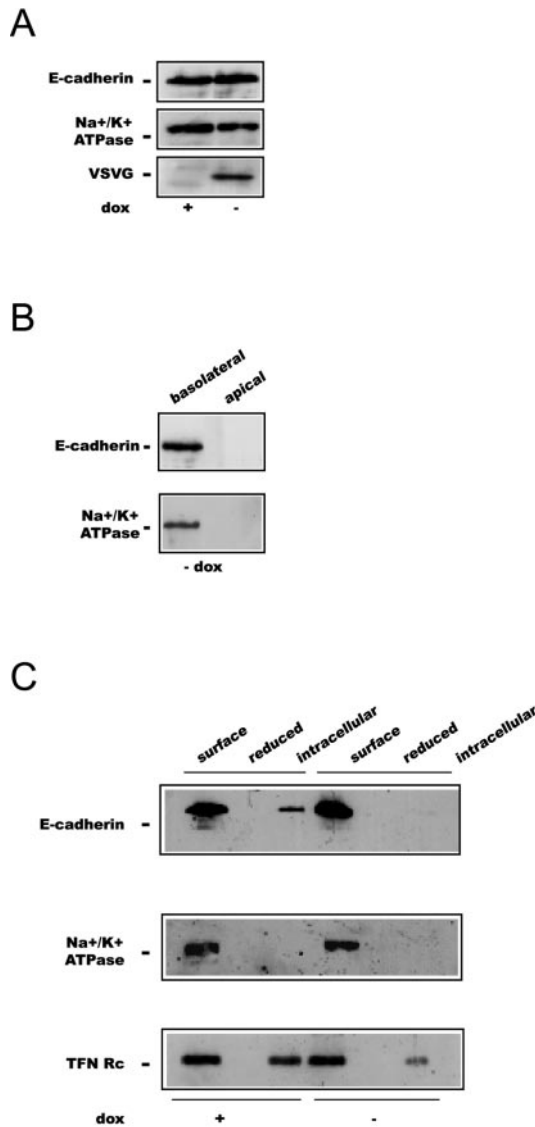 A
E-cadherin -
Na+/K+ -
ATPase
VSVG -
dox + -
B
basolateral apical
E-cadherin -
Na+/K+ -
ATPase
- dox
C
surface reduced intracellular surface reduced intracellular
E-cadherin -
Na+/K+
ATPase -
TFN Rc -
dox + -